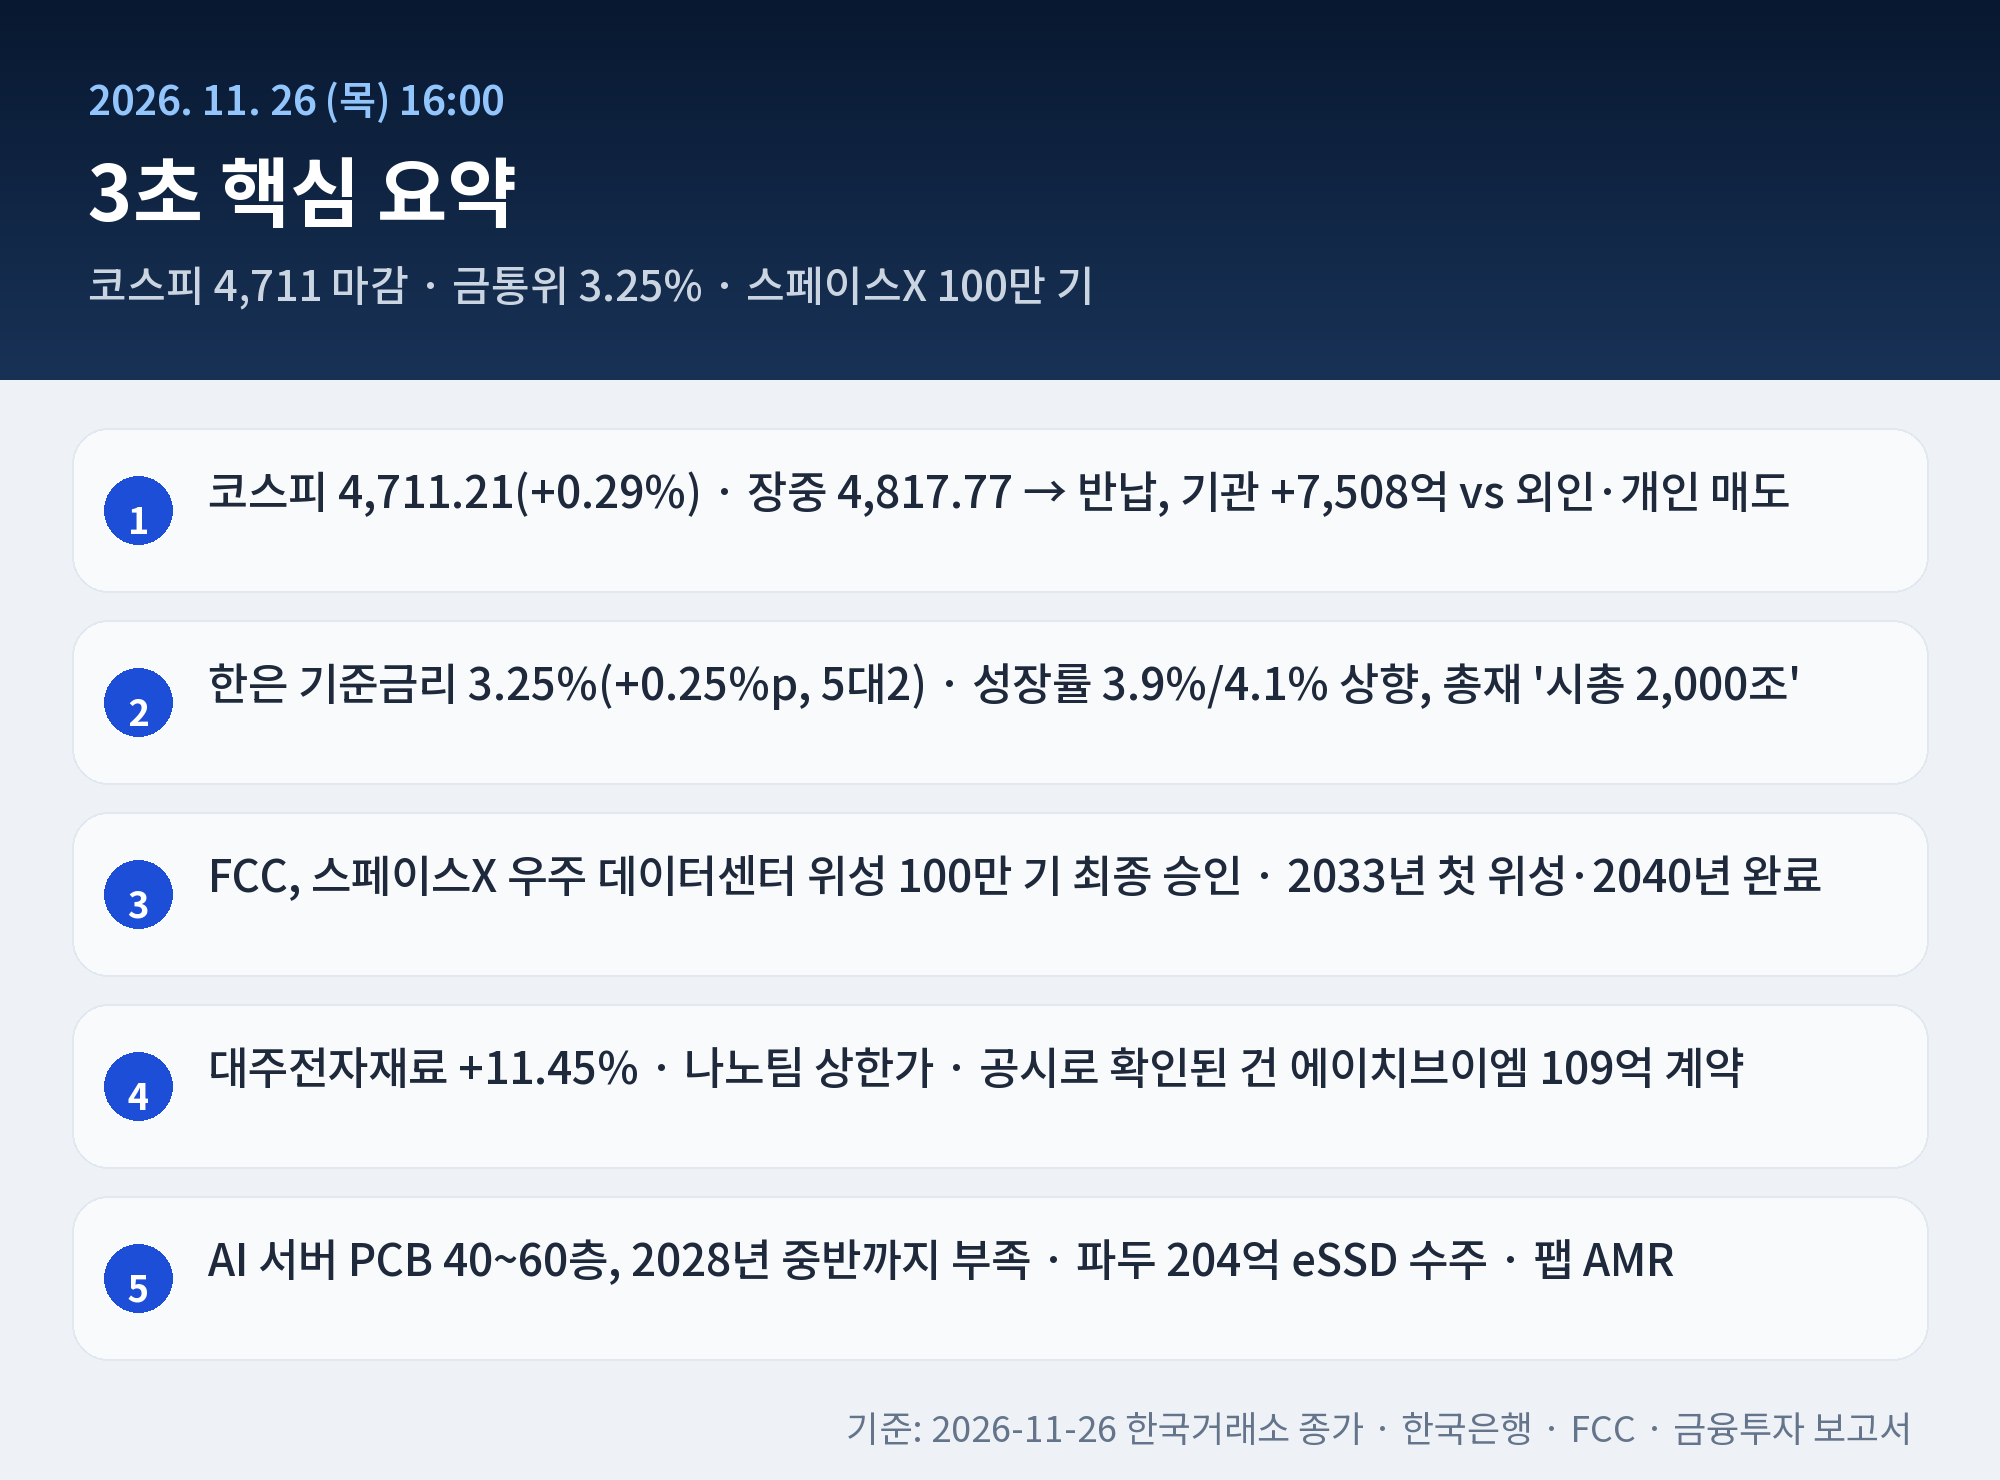 2026. 11. 26 (목) 16:00
3초 핵심 요약
코스피 4,711 마감 · 금통위 3.25% · 스페이스X 100만 기
1 코스피 4,711.21(+0.29%) · 장중 4,817.77 → 반납, 기관 +7,508억 vs 외인·개인 매도
2 한은 기준금리 3.25%(+0.25%p, 5대2) · 성장률 3.9%/4.1% 상향, 총재 '시총 2,000조'
3 FCC, 스페이스X 우주 데이터센터 위성 100만 기 최종 승인 · 2033년 첫 위성·2040년 완료
4 대주전자재료 +11.45% · 나노팀 상한가 · 공시로 확인된 건 에이치브이엠 109억 계약
5 AI 서버 PCB 40~60층, 2028년 중반까지 부족 · 파두 204억 eSSD 수주 · 팹 AMR
기준: 2026-11-26 한국거래소 종가 · 한국은행 · FCC · 금융투자 보고서